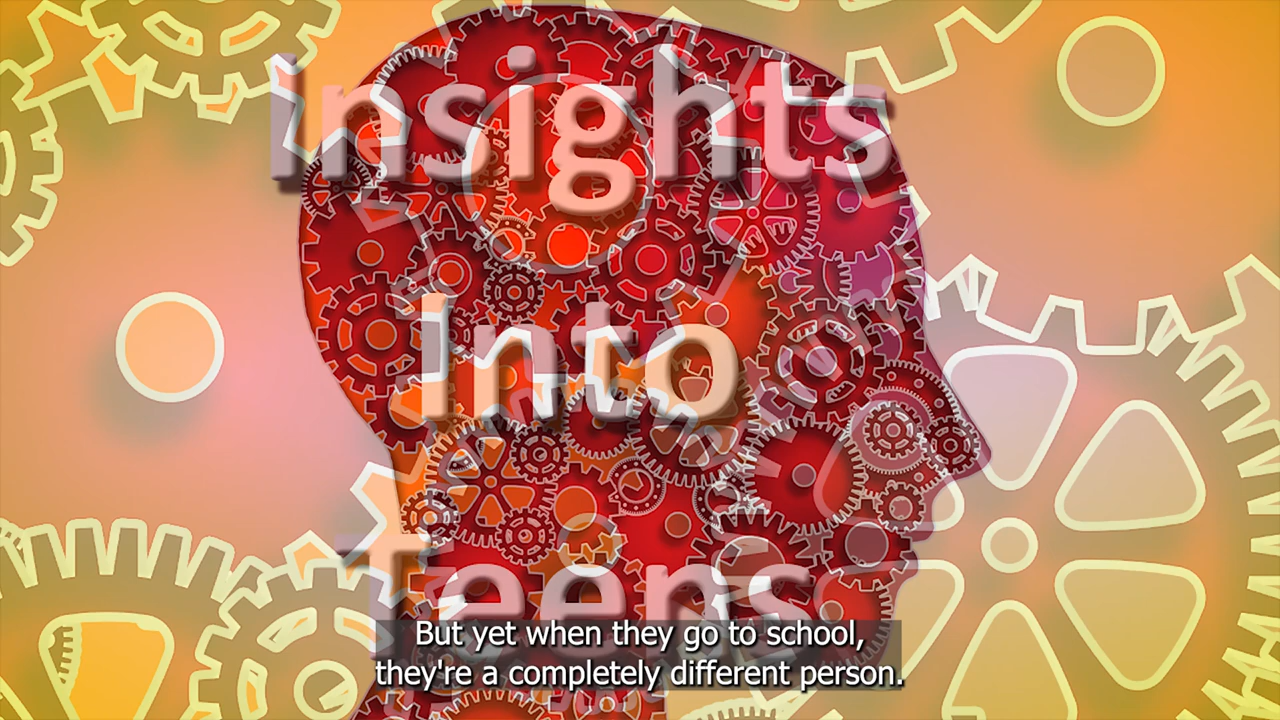 Insights
Into
Teens
But yet when they go to school,
they're a completely different person.